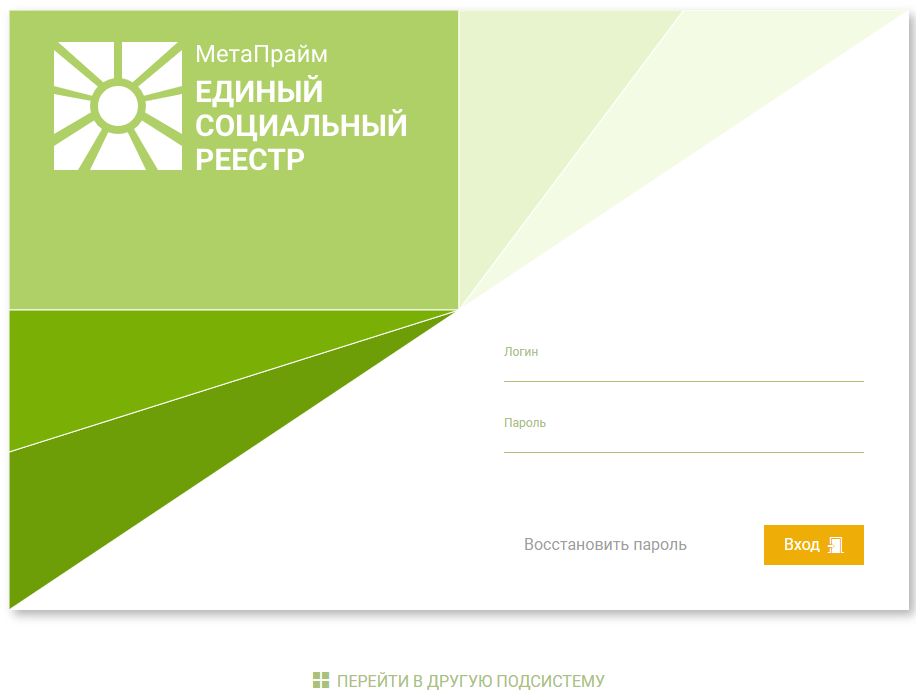 МетаПрайм
ЕДИНЫЙ
СОЦИАЛЬНЫЙ
РЕЕСТР
Логин
Пароль
Восстановить пароль
Вход
ПЕРЕЙТИ В ДРУГУЮ ПОДСИСТЕМУ